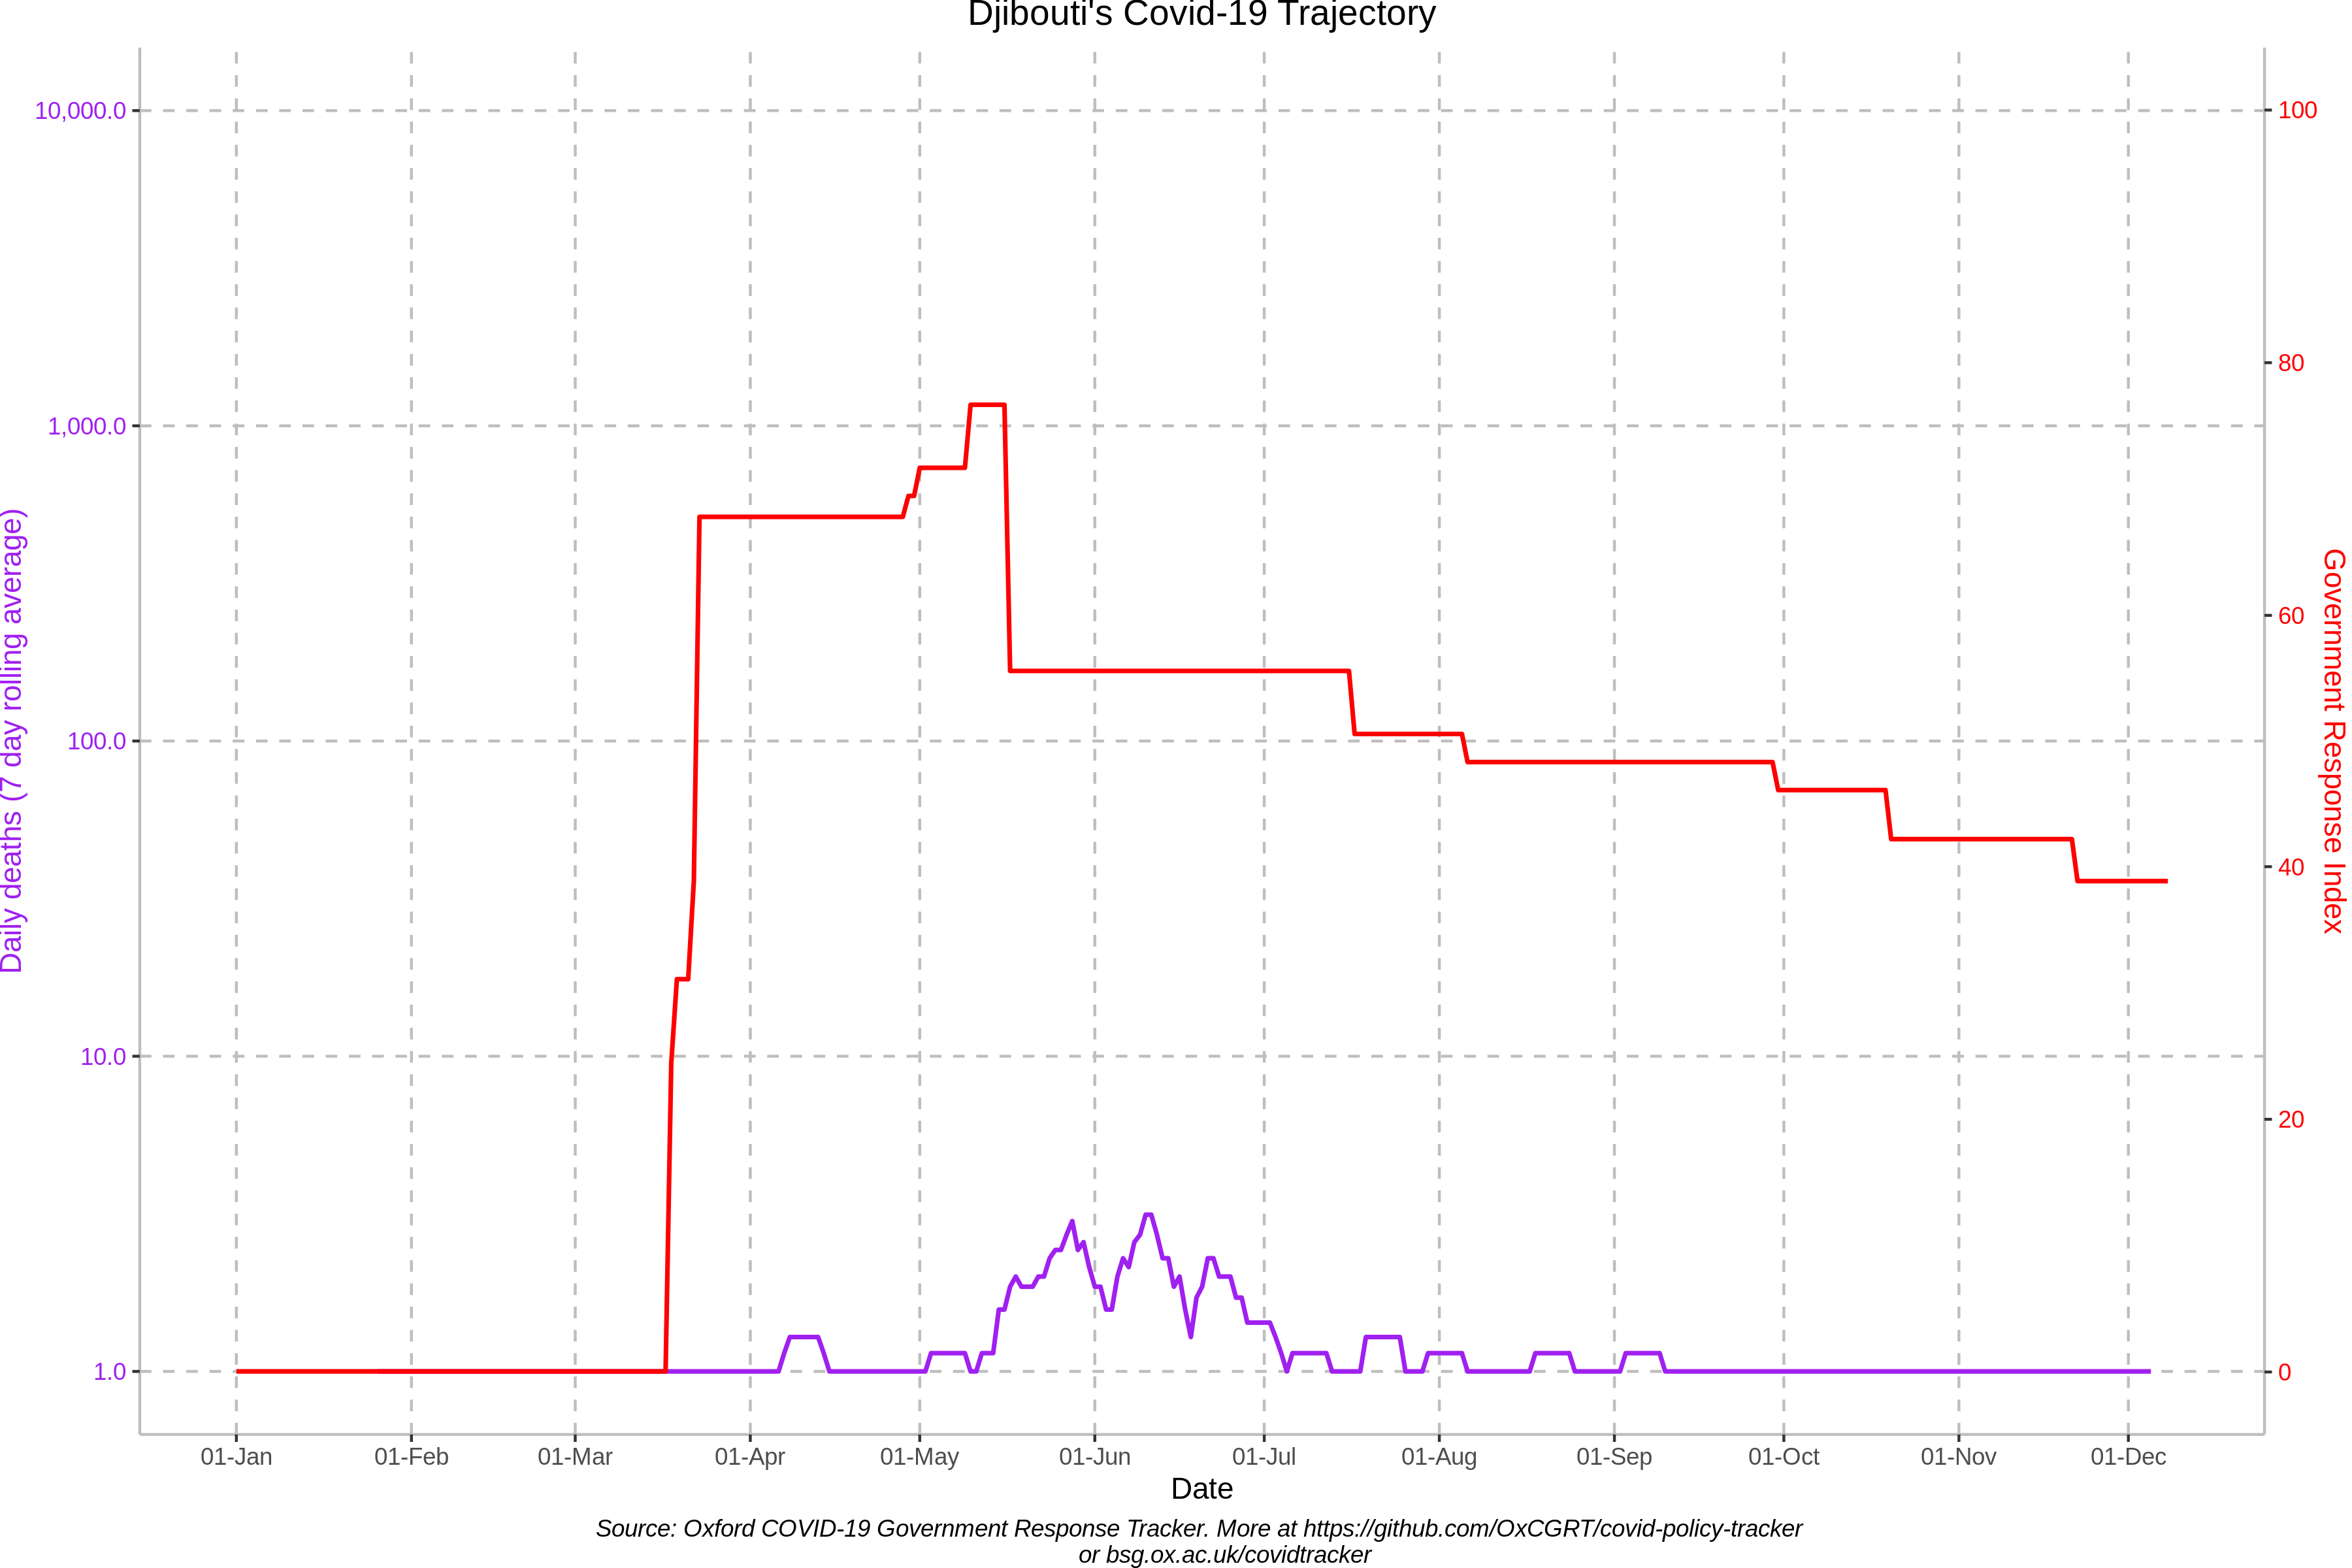 Djibouti's Covid-19 Trajectory
Daily deaths (7 day rolling average)
10,000.0
1,000.0
100.0
10.0
1.0
100
80
60
40
20
0
Government Response Index
01-Jan 01-Feb 01-Mar 01-Apr 01-May 01-Jun 01-Jul 01-Aug 01-Sep 01-Oct 01-Nov 01-Dec
Date
Source: Oxford COVID-19 Government Response Tracker. More at https://github.com/OxCGRT/covid-policy-tracker
or bsg.ox.ac.uk/covidtracker